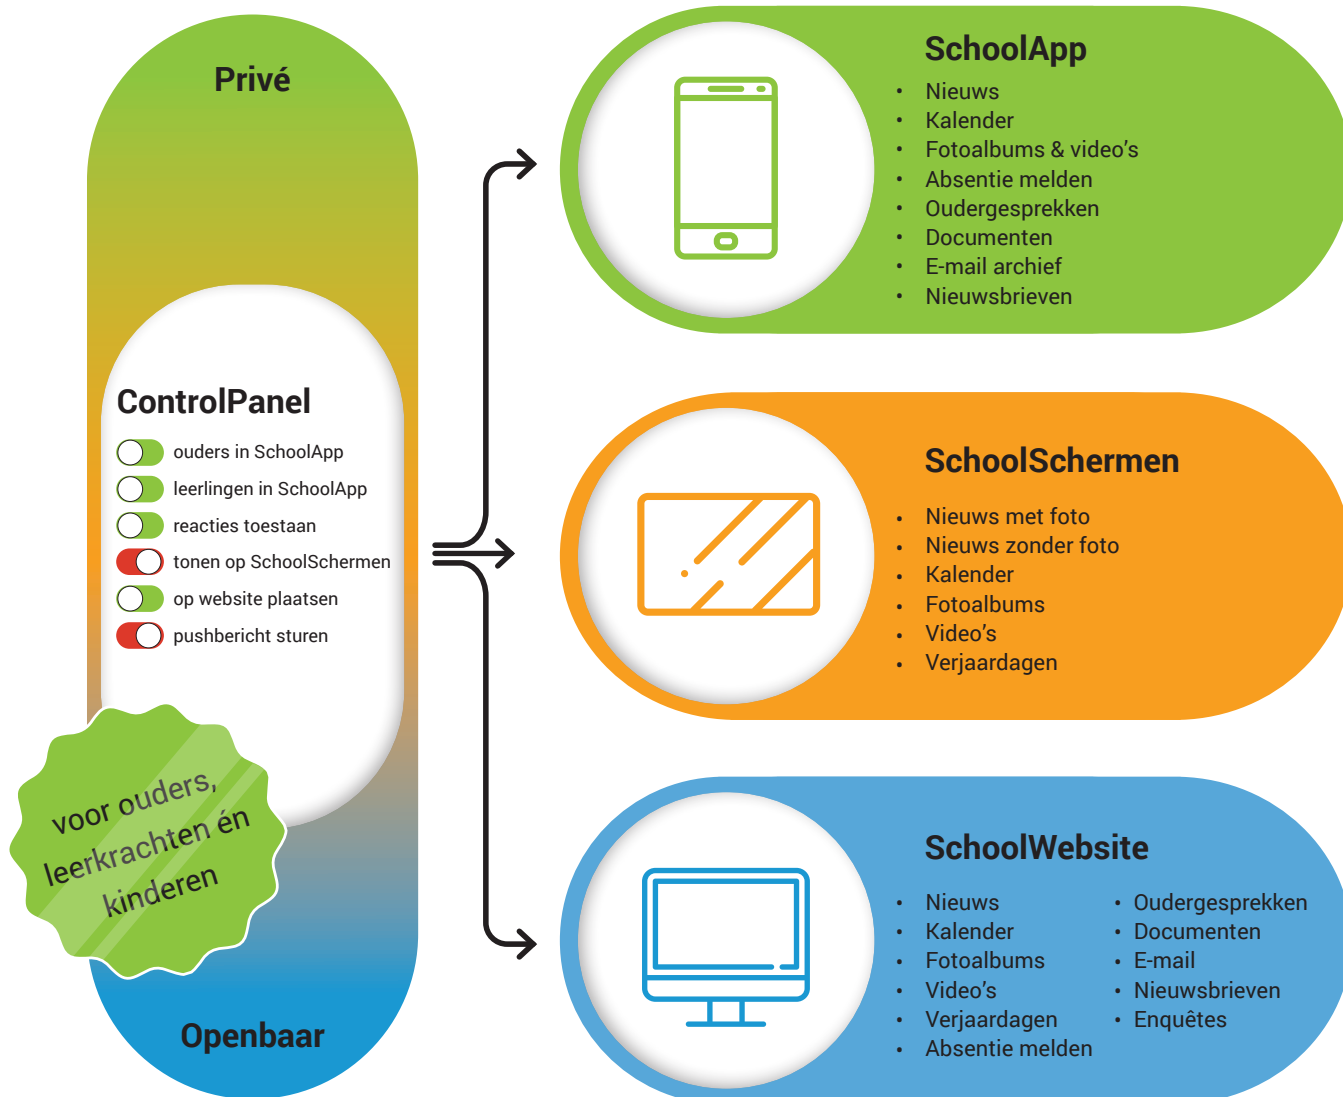 Privé
ControlPanel
ouders in SchoolApp
leerlingen in SchoolApp
reacties toestaan
tonen op SchoolSchermen
op website plaatsen
pushbericht sturen
voor ouders,
leerkrachten én
kinderen
Openbaar
SchoolApp
• Nieuws
• Kalender
• Fotoalbums & video’s
• Absentie melden
• Oudergesprekken
• Documenten
• E-mail archief
• Nieuwsbrieven
SchoolSchermen
• Nieuws met foto
• Nieuws zonder foto
• Kalender
• Fotoalbums
• Video’s
• Verjaardagen
SchoolWebsite
• Nieuws
• Kalender
• Fotoalbums
• Video’s
• Verjaardagen
• Absentie melden
• Oudergesprekken
• Documenten
• E-mail
• Nieuwsbrieven
• Enquêtes